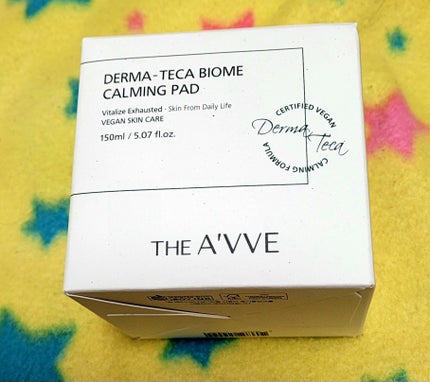 DERMA-TECA BIOME
CALMING PAD
Vitalize Exhausted · Skin From Daily Life
VEGAN SKIN CARE
150ml / 5.07 fl.oz.
CERTIFIED VEGAN
Derma Teca
CALMING FORMULA
THE A'VVE